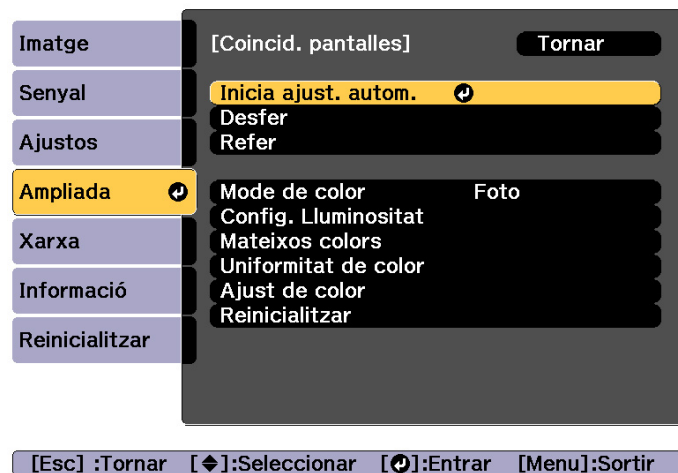 Imatge
Senyal
Ajustos
Ampliada
Xarxa
Informació
Reinicialitzar
[Coincid. pantalles] Tornar
Inicia ajust. autom.
Desfer
Refer
Mode de color Foto
Config. Lluminositat
Mateixos colors
Uniformitat de color
Ajust de color
Reinicialitzar
[Esc] :Tornar [◆]:Seleccionar [⏎]:Entrar [Menu]:Sortir